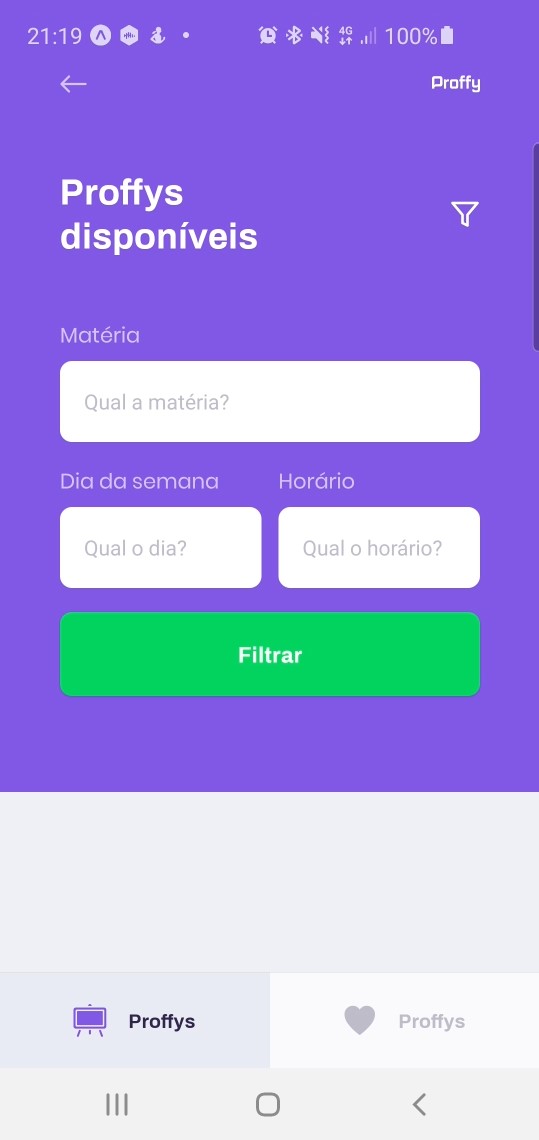 21:19 4G 100%
Proffy
Proffys
disponíveis
Matéria
Qual a matéria?
Dia da semana Horário
Qual o dia? Qual o horário?
Filtrar
Proffys Proffys